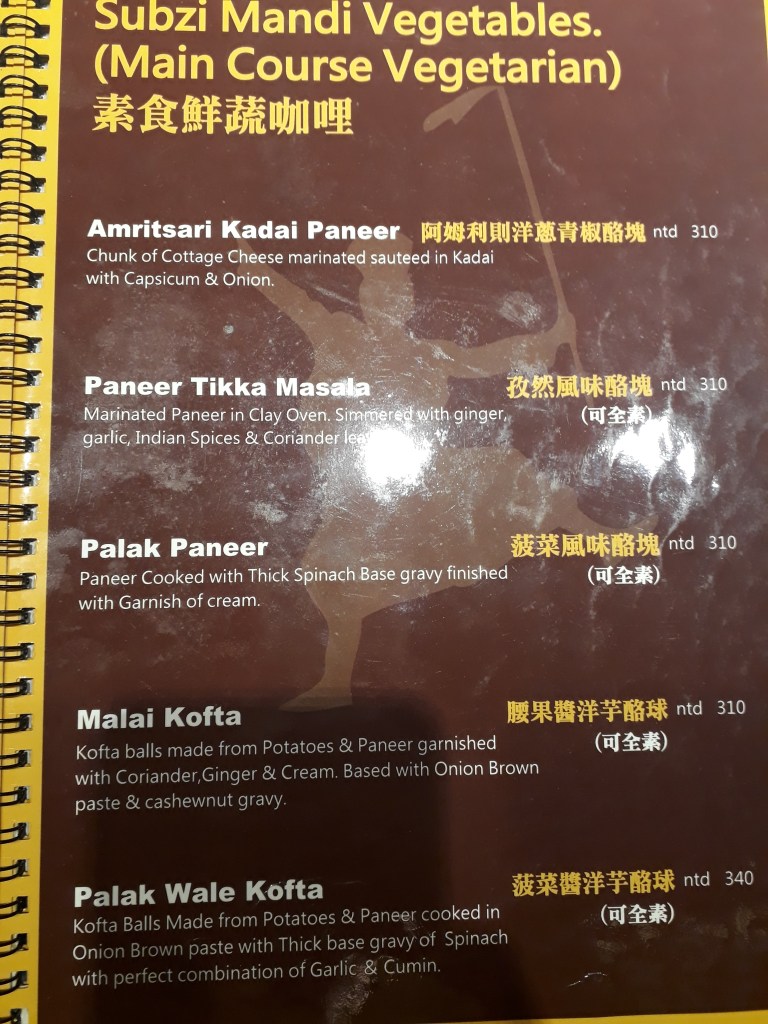 Subzi Mandi Vegetables.
(Main Course Vegetarian)
素食鮮蔬咖哩
Amritsari Kadai Paneer 阿姆利則洋蔥青椒酪塊 ntd 310
Chunk of Cottage Cheese marinated sauteed in Kadai
with Capsicum & Onion.
Paneer Tikka Masala 孜然風味酪塊 ntd 310
(可全素)
Marinated Paneer in Clay Oven. Simmered with ginger,
garlic, Indian Spices & Coriander
Palak Paneer 菠菜風味酪塊 ntd 310
(可全素)
Paneer Cooked with Thick Spinach Base gravy finished
with Garnish of cream.
Malai Kofta 腰果醬洋芋酪球 ntd 310
(可全素)
Kofta balls made from Potatoes & Paneer garnished
with Coriander,Ginger & Cream. Based with Onion Brown
paste & cashewnut gravy.
Palak Wale Kofta 菠菜醬洋芋酪球 ntd 340
(可全素)
Kofta Balls Made from Potatoes & Paneer cooked in
Onion Brown paste with Thick base gravy of Spinach
with perfect combination of Garlic & Cumin.